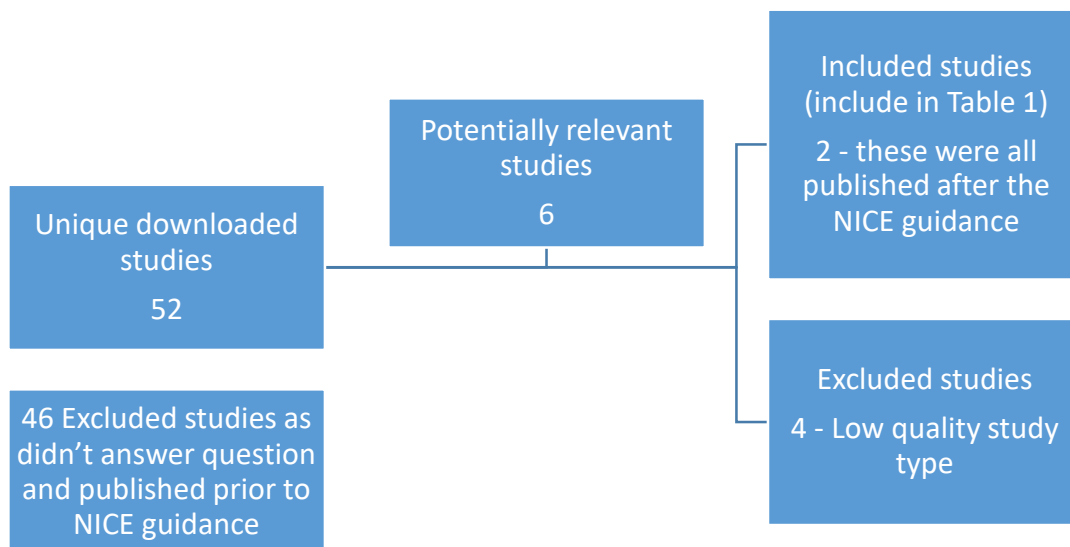 Unique downloaded
studies
52
46 Excluded studies as
didn’t answer question
and published prior to
NICE guidance
Potentially relevant
studies
6
Included studies
(include in Table 1)
2 - these were all
published after the
NICE guidance
Excluded studies
4 - Low quality study
type